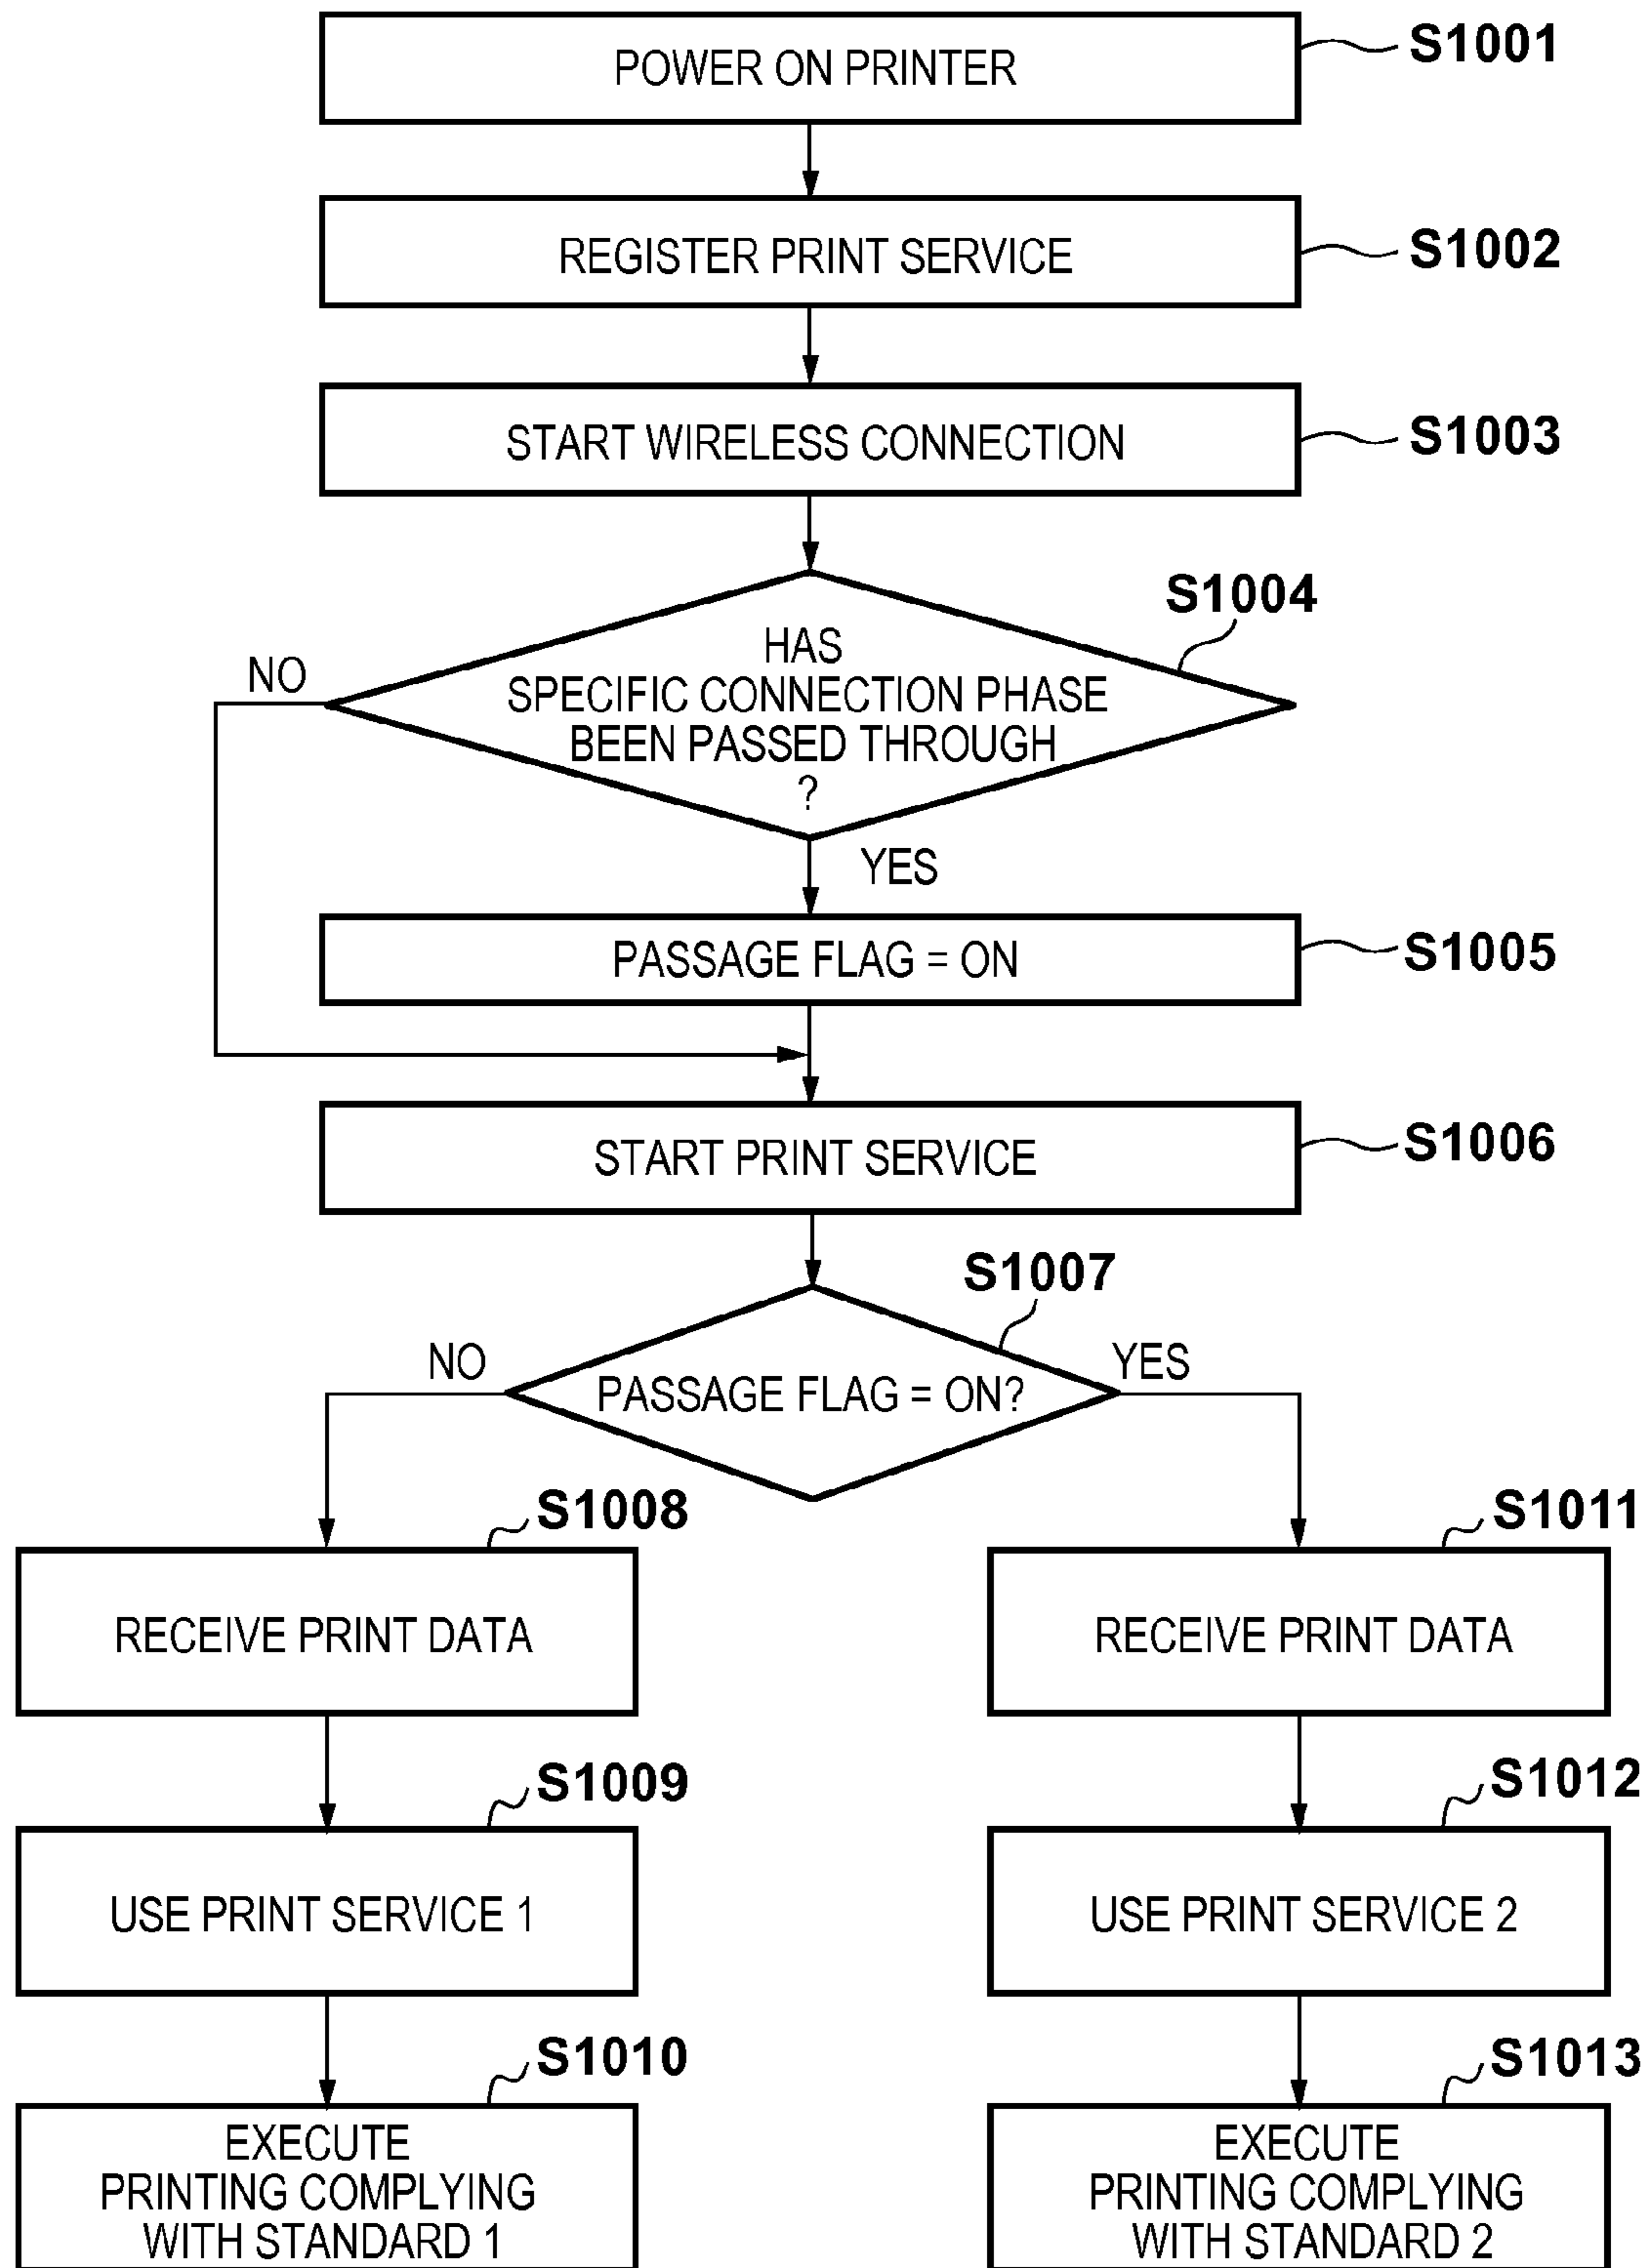 POWER ON PRINTER
S1001
REGISTER PRINT SERVICE
S1002
START WIRELESS CONNECTION
S1003
S1004
HAS
SPECIFIC CONNECTION PHASE
BEEN PASSED THROUGH
?
NO
YES
PASSAGE FLAG = ON
S1005
START PRINT SERVICE
S1006
S1007
PASSAGE FLAG = ON?
NO
YES
S1008
RECEIVE PRINT DATA
S1011
RECEIVE PRINT DATA
S1009
USE PRINT SERVICE 1
S1012
USE PRINT SERVICE 2
S1010
EXECUTE
PRINTING COMPLYING
WITH STANDARD 1
S1013
EXECUTE
PRINTING COMPLYING
WITH STANDARD 2